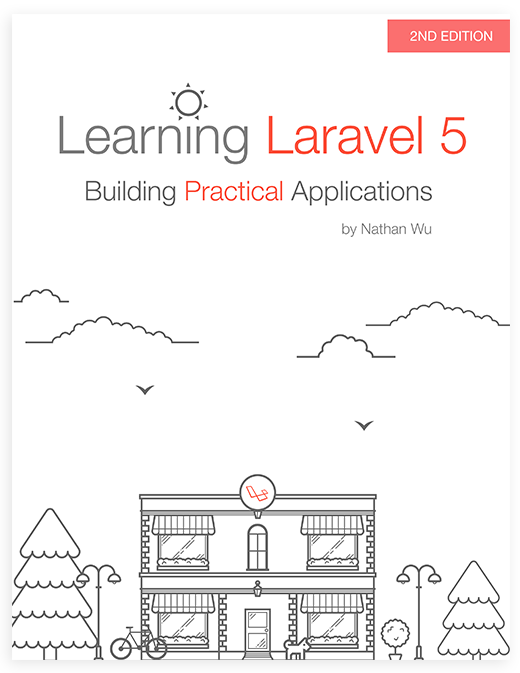 2ND EDITION
Learning Laravel 5
Building Practical Applications
by Nathan Wu